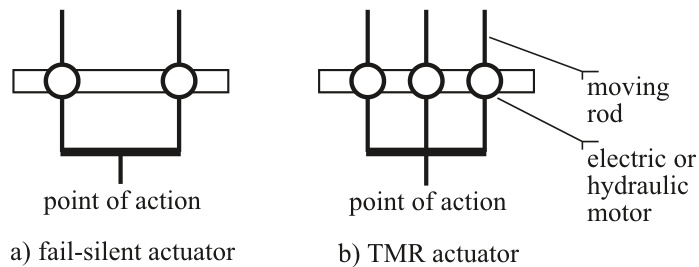 moving
rod
electric or
hydraulic
motor
point of action
point of action
a) fail-silent actuator
b) TMR actuator